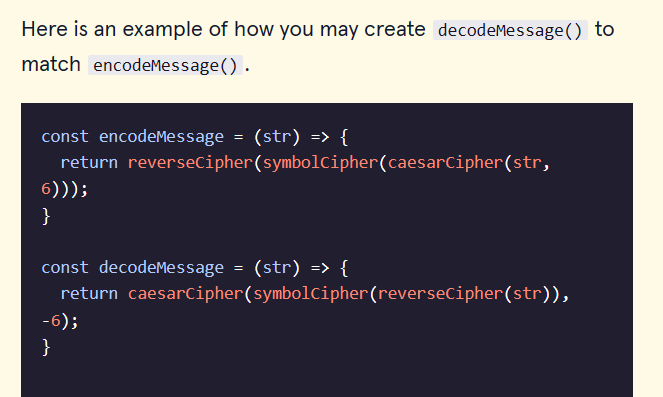 Here is an example of how you may create decodeMessage() to
match encodeMessage() .
const encodeMessage = (str) => {
  return reverseCipher(symbolCipher(caesarCipher(str,
6)));
}

const decodeMessage = (str) => {
  return caesarCipher(symbolCipher(reverseCipher(str)),
-6);
}